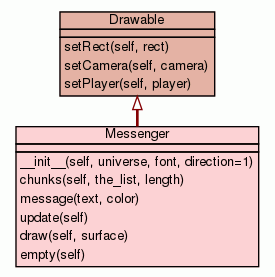 Drawable
setRect(self, rect)
setCamera(self, camera)
setPlayer(self, player)
Messenger
__init__(self, universe, font, direction=1)
chunks(self, the_list, length)
message(text, color)
update(self)
draw(self, surface)
empty(self)